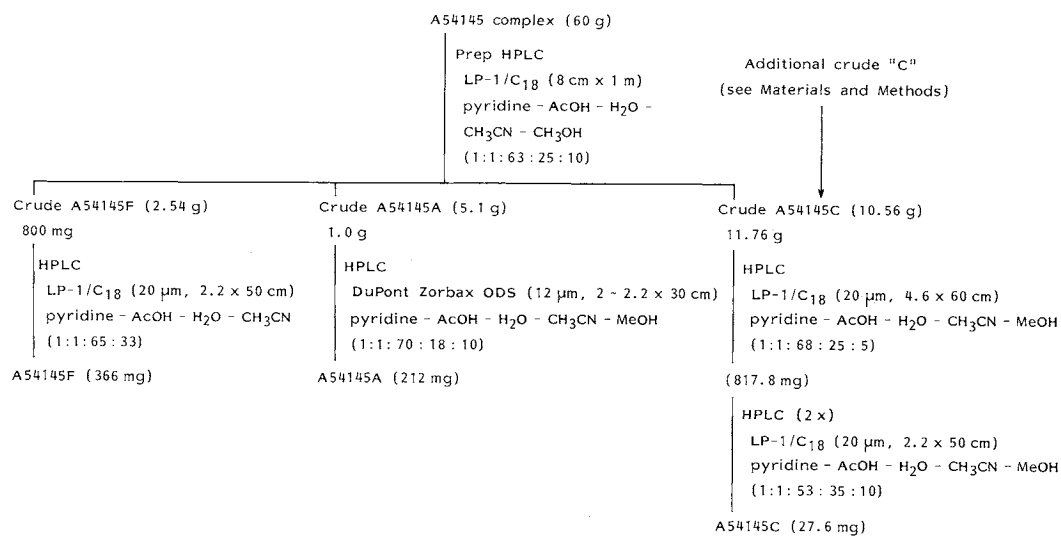 A54145 complex (60 g)
Prep HPLC
LP-1/C18 (8 cm x 1 m)
pyridine - AcOH - H2O -
CH3CN - CH3OH
(1:1:63:25:10)
Additional crude "C"
(see Materials and Methods)
Crude A54145F (2.54 g)
800 mg
HPLC
LP-1/C18 (20 μm, 2.2 x 50 cm)
pyridine - AcOH - H2O - CH3CN
(1:1:65:33)
A54145F (366 mg)
Crude A54145A (5.1 g)
1.0 g
HPLC
DuPont Zorbax ODS (12 μm, 2 ~ 2.2 x 30 cm)
pyridine - AcOH - H2O - CH3CN - MeOH
(1:1:70:18:10)
A54145A (212 mg)
Crude A54145C (10.56 g)
11.76 g
HPLC
LP-1/C18 (20 μm, 4.6 x 60 cm)
pyridine - AcOH - H2O - CH3CN - MeOH
(1:1:68:25:5)
(817.8 mg)
HPLC (2 x)
LP-1/C18 (20 μm, 2.2 x 50 cm)
pyridine - AcOH - H2O - CH3CN - MeOH
(1:1:53:35:10)
A54145C (27.6 mg)